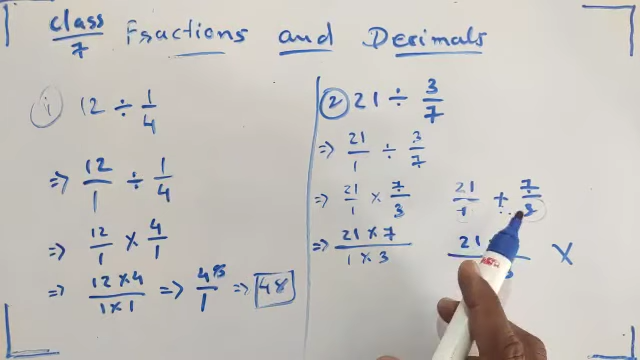 class 7 Fractions and Decimals
i) 12 ÷ 1/4
=> 12/1 ÷ 1/4
=> 12/1 × 4/1
=> 12×4/1×1 => 48/1 => 48
2) 21 ÷ 3/7
=> 21/1 ÷ 3/7
=> 21/1 × 7/3
=> 21×7/1×3
21/1 ÷ 7/3
21 ×